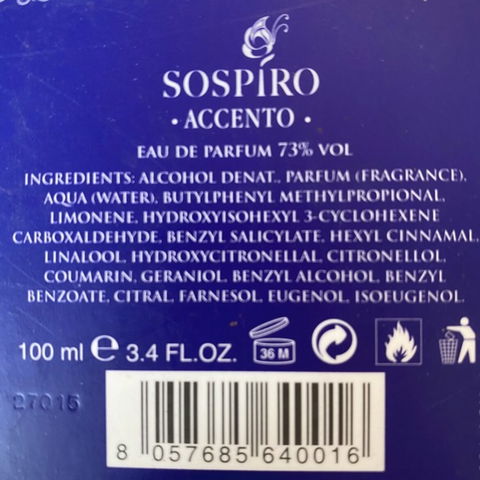 SOSPÍRO
• ACCENTO •
EAU DE PARFUM 73% VOL
INGREDIENTS: ALCOHOL DENAT., PARFUM (FRAGRANCE),
AQUA (WATER), BUTYLPHENYL METHYLPROPIONAL,
LIMONENE, HYDROXYISOHEXYL 3-CYCLOHEXENE
CARBOXALDEHYDE, BENZYL SALICYLATE, HEXYL CINNAMAL,
LINALOOL, HYDROXYCITRONELLAL, CITRONELLOL,
COUMARIN, GERANIOL, BENZYL ALCOHOL, BENZYL
BENZOATE, CITRAL, FARNESOL, EUGENOL, ISOEUGENOL.
100 ml ℮ 3.4 FL.OZ. 36 M
27015
8 057685 640016